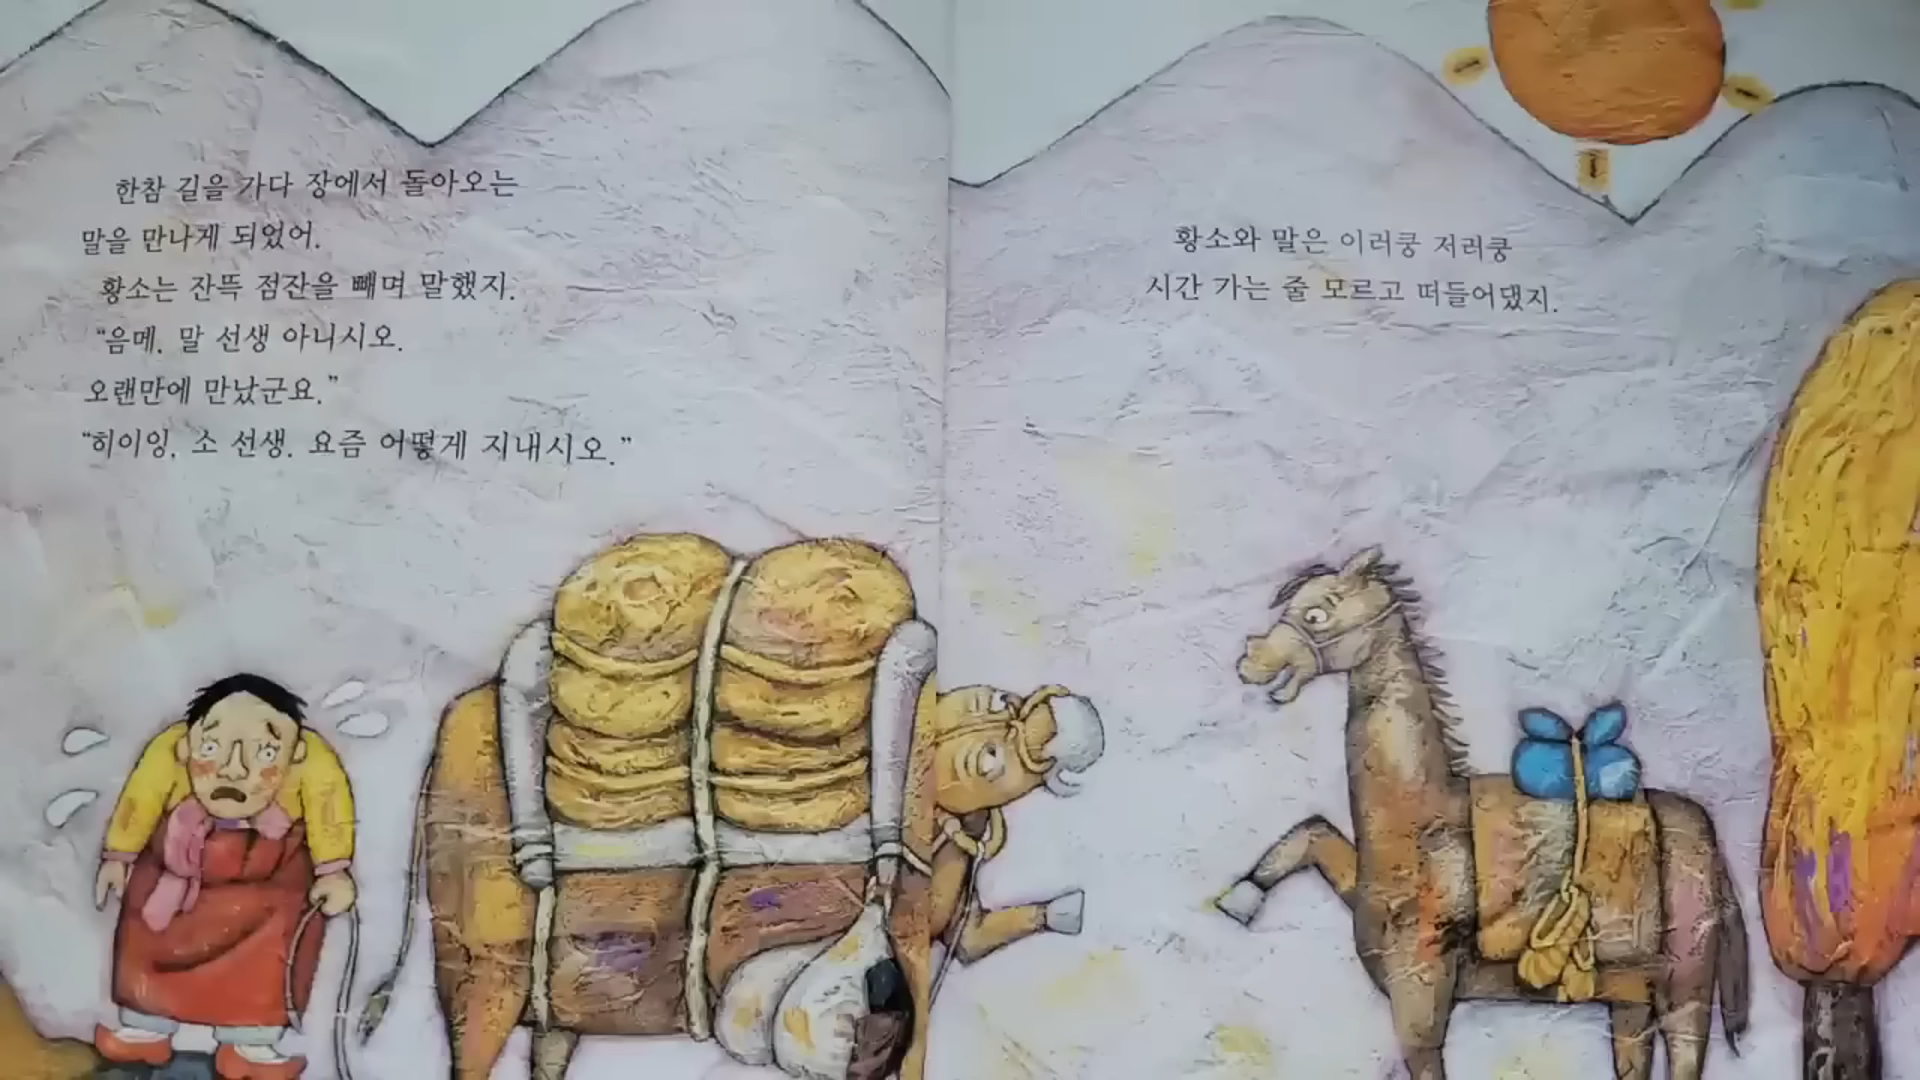 한참 길을 가다 장에서 돌아오는
말을 만나게 되었어.
황소는 잔뜩 점잔을 빼며 말했지.
“음메, 말 선생 아니시오.
오랜만에 만났군요.”
“히이잉, 소 선생. 요즘 어떻게 지내시오.”
황소와 말은 이러쿵 저러쿵
시간 가는 줄 모르고 떠들어댔지.